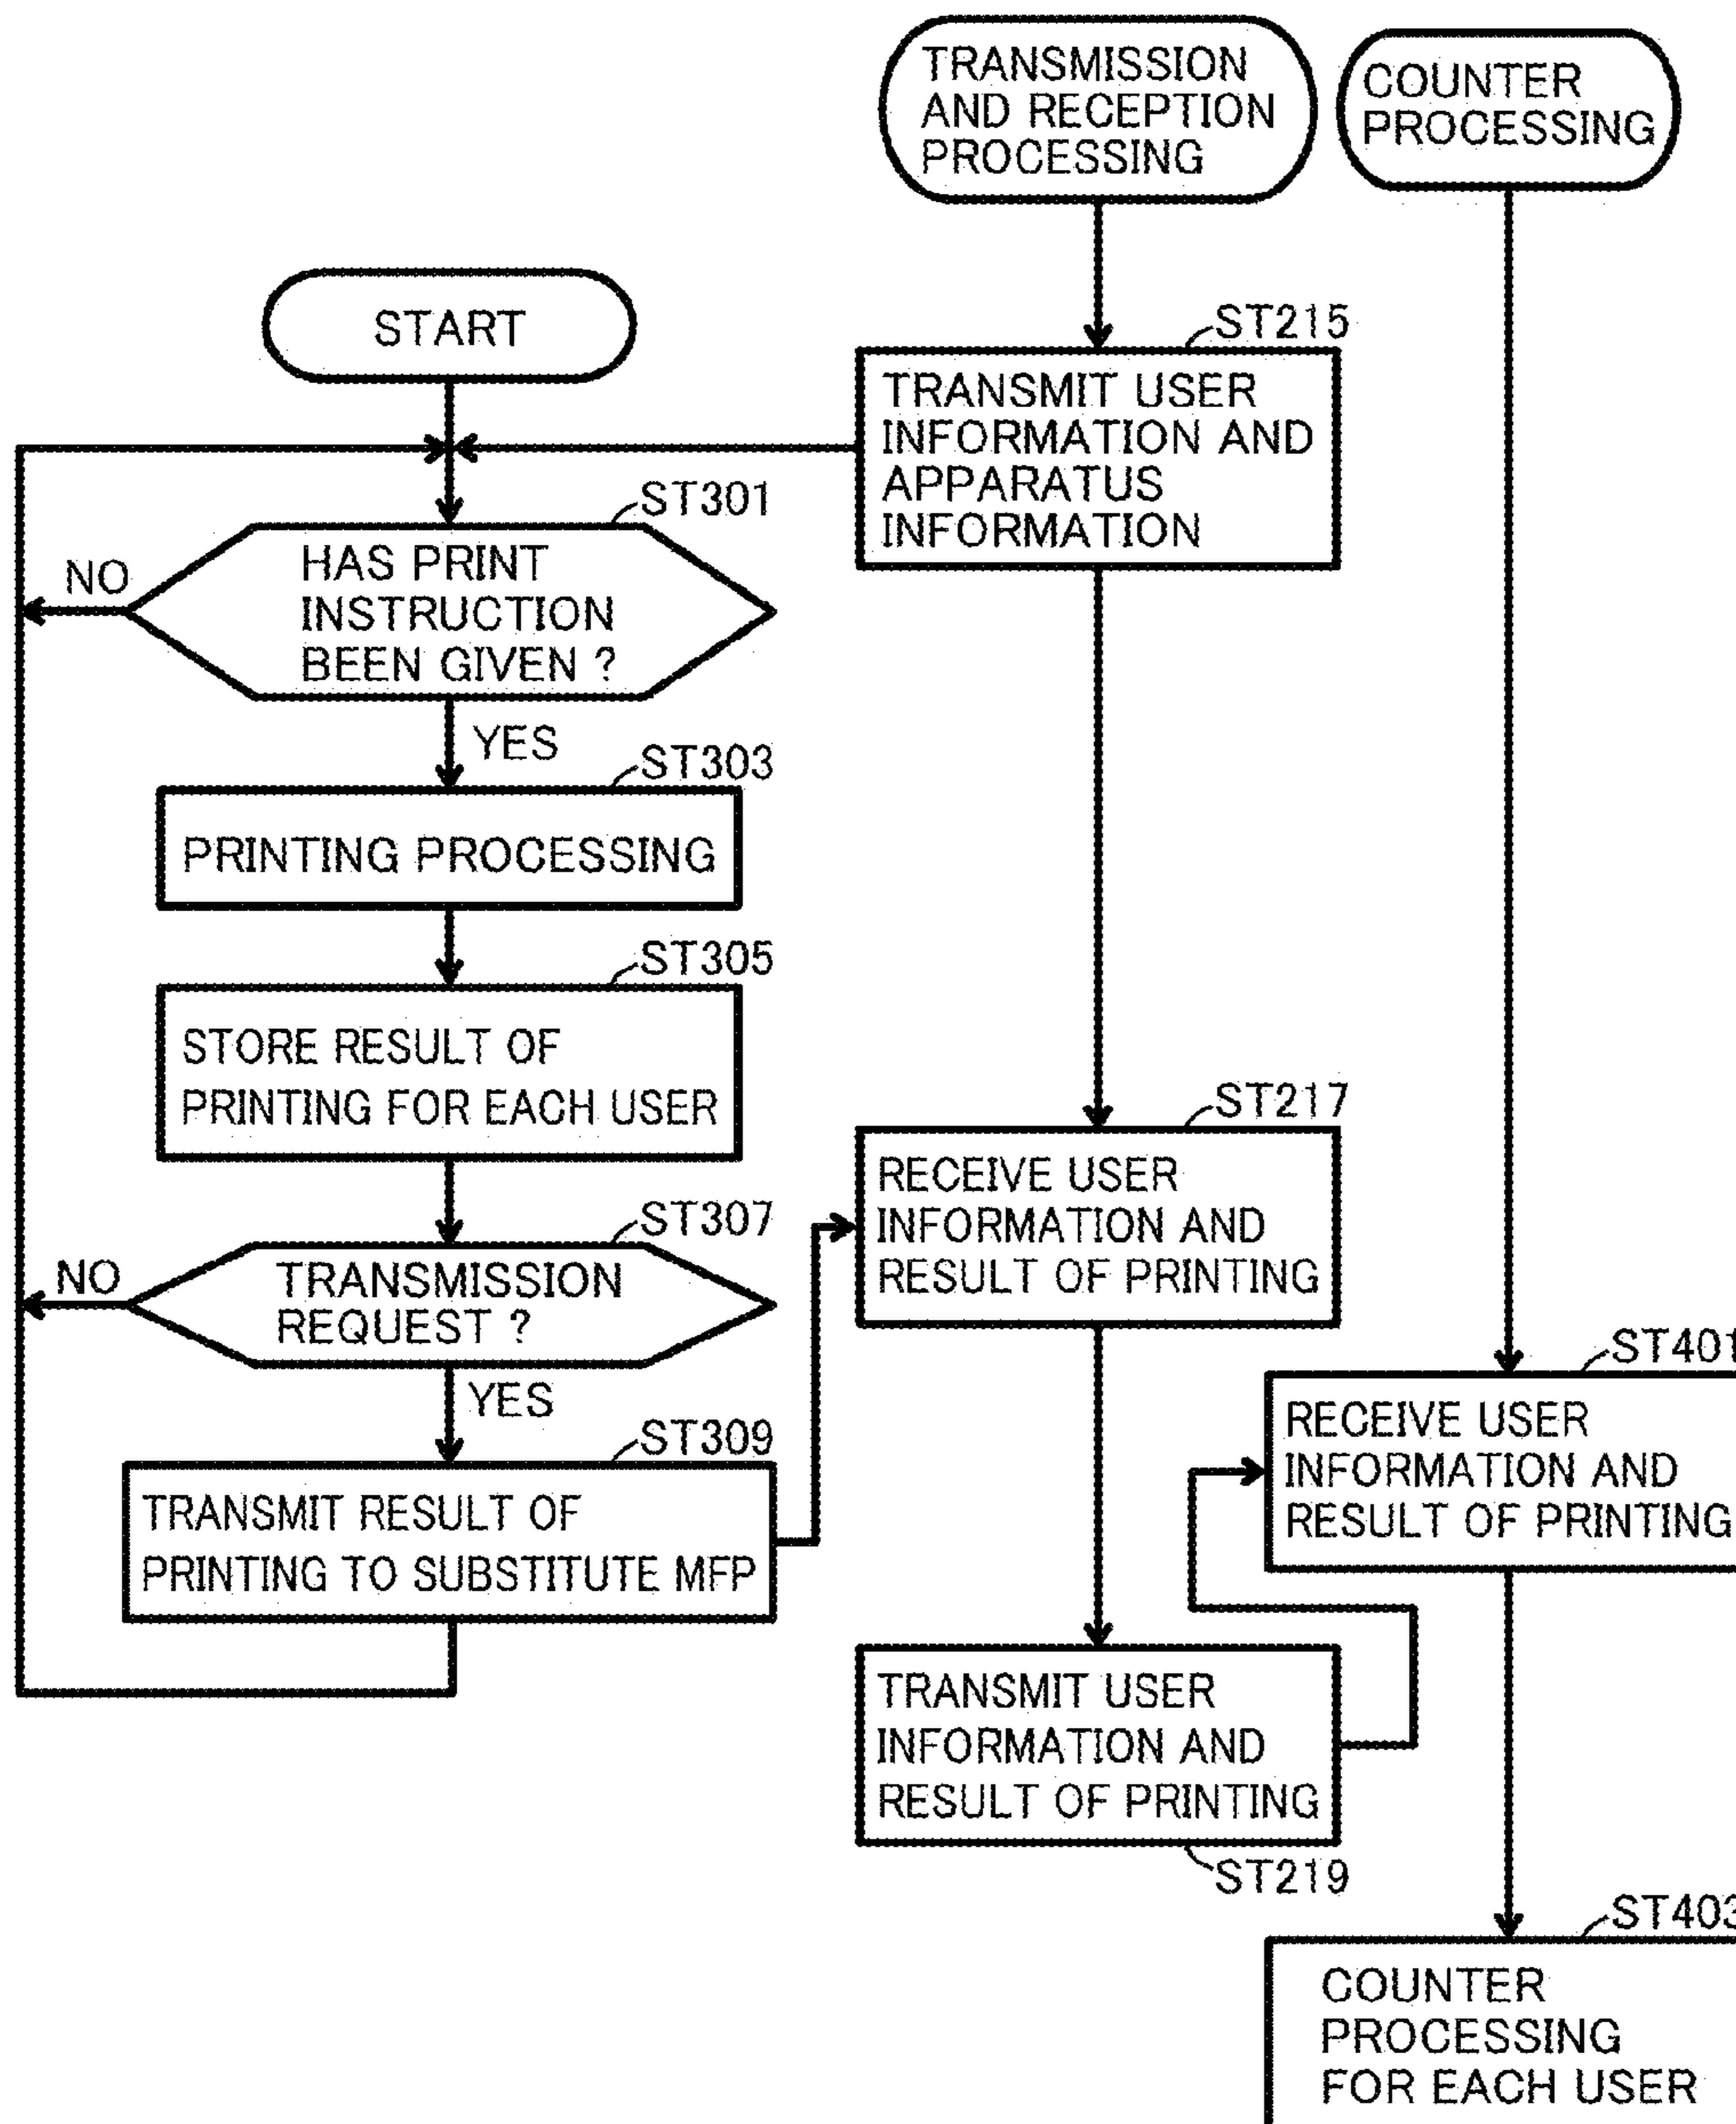 TRANSMISSION
AND RECEPTION
PROCESSING
COUNTER
PROCESSING
START
ST215
TRANSMIT USER
INFORMATION AND
APPARATUS
INFORMATION
ST301
HAS PRINT
INSTRUCTION
BEEN GIVEN ?
NO
YES
ST303
PRINTING PROCESSING
ST305
STORE RESULT OF
PRINTING FOR EACH USER
ST217
RECEIVE USER
INFORMATION AND
RESULT OF PRINTING
ST307
TRANSMISSION
REQUEST ?
NO
YES
ST309
TRANSMIT RESULT OF
PRINTING TO SUBSTITUTE MFP
ST401
RECEIVE USER
INFORMATION AND
RESULT OF PRINTING
TRANSMIT USER
INFORMATION AND
RESULT OF PRINTING
ST219
ST403
COUNTER
PROCESSING
FOR EACH USER